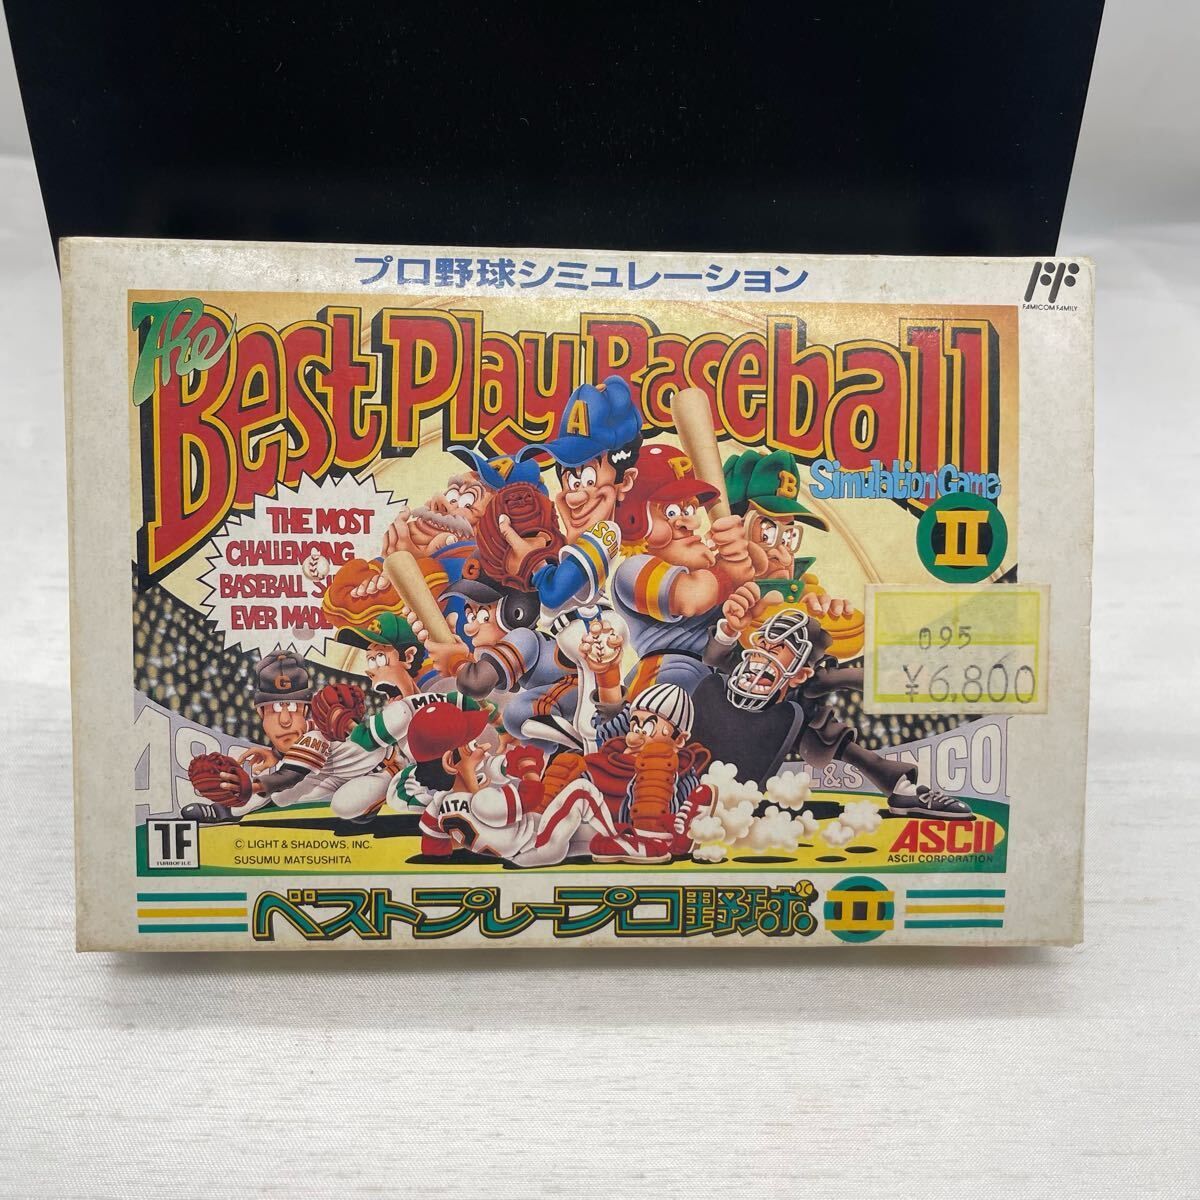 プロ野球シミュレーション
FAMICOM FAMILY
The
Best Play Baseball
Simulation Game
II
THE MOST
CHALLENGING
BASEBALL
EVER MADE
A
A
P
B
G
G
095
¥6,800
MAT
ASCII
TF
TURBOFILE
© LIGHT & SHADOWS, INC.
SUSUMU MATSUSHITA
L&S
ASCII CORPORATION
ベストプレープロ野球 II